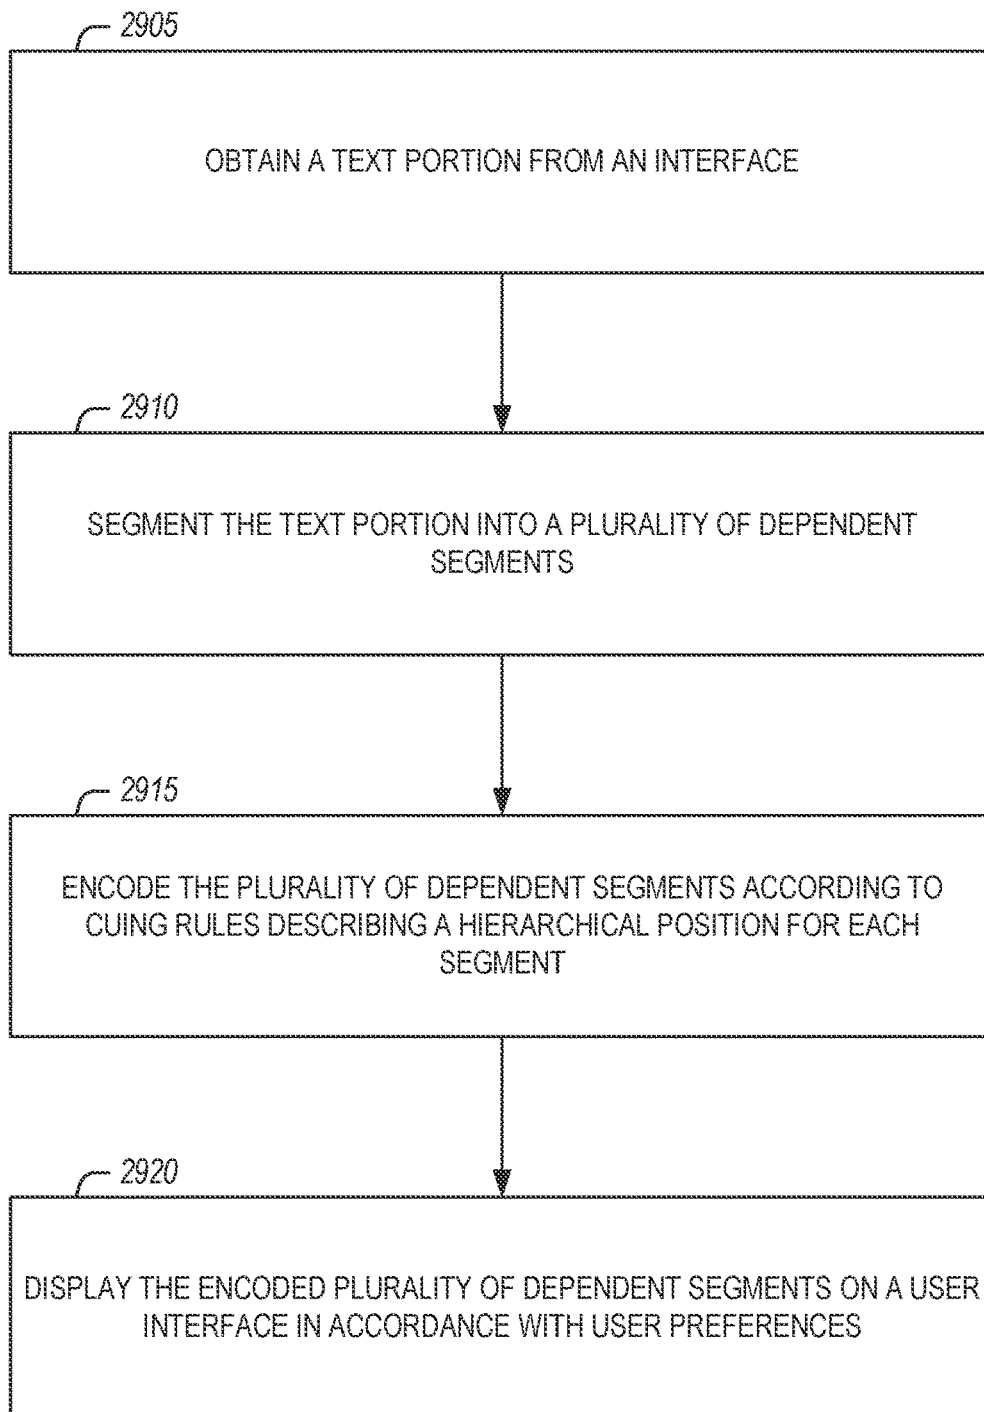 2905
OBTAIN A TEXT PORTION FROM AN INTERFACE
2910
SEGMENT THE TEXT PORTION INTO A PLURALITY OF DEPENDENT
SEGMENTS
2915
ENCODE THE PLURALITY OF DEPENDENT SEGMENTS ACCORDING TO
CUING RULES DESCRIBING A HIERARCHICAL POSITION FOR EACH
SEGMENT
2920
DISPLAY THE ENCODED PLURALITY OF DEPENDENT SEGMENTS ON A USER
INTERFACE IN ACCORDANCE WITH USER PREFERENCES